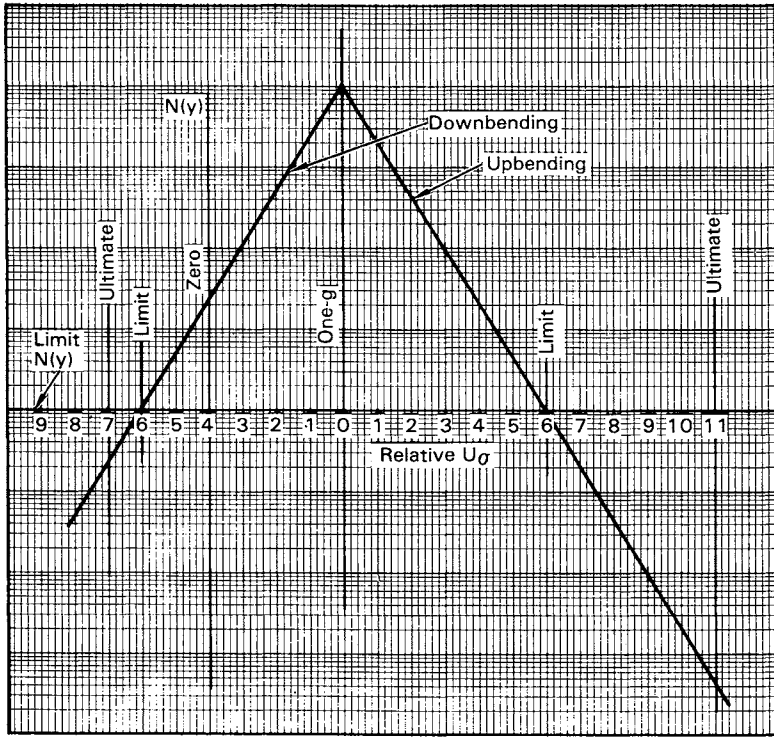 N(y)
Downbending
Upbending
Ultimate
Limit
Zero
One-g
Limit
Ultimate
Limit
N(y)
9 8 7 6 5 4 3 2 1 0 1 2 3 4 5 6 7 8 9 10 11
Relative Uσ